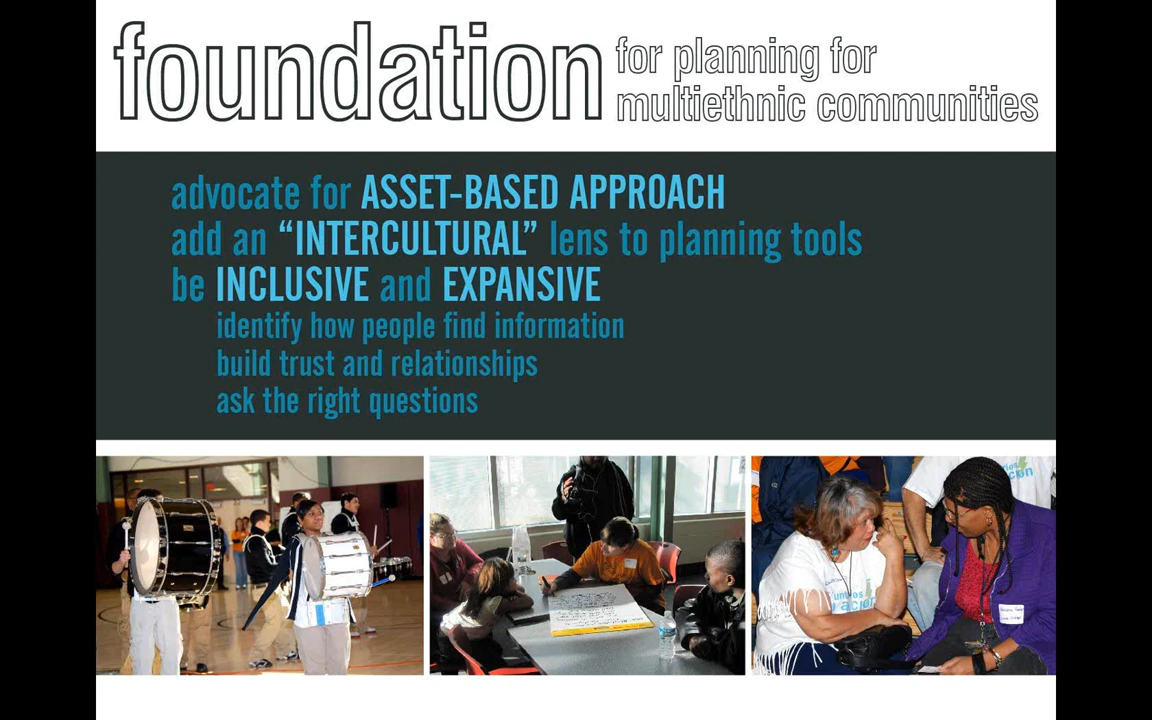 foundation for planning for
multiethnic communities
advocate for ASSET-BASED APPROACH
add an “INTERCULTURAL” lens to planning tools
be INCLUSIVE and EXPANSIVE
identify how people find information
build trust and relationships
ask the right questions